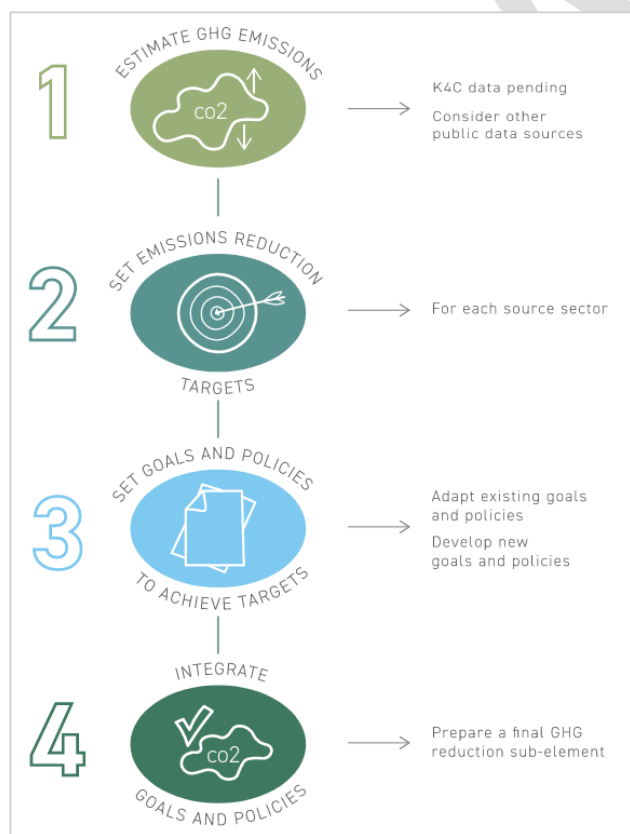 1
ESTIMATE GHG EMISSIONS
co2
K4C data pending
Consider other
public data sources
2
SET EMISSIONS REDUCTION
TARGETS
For each source sector
3
SET GOALS AND POLICIES
TO ACHIEVE TARGETS
Adapt existing goals
and policies
Develop new
goals and policies
4
INTEGRATE
co2
GOALS AND POLICIES
Prepare a final GHG
reduction sub-element